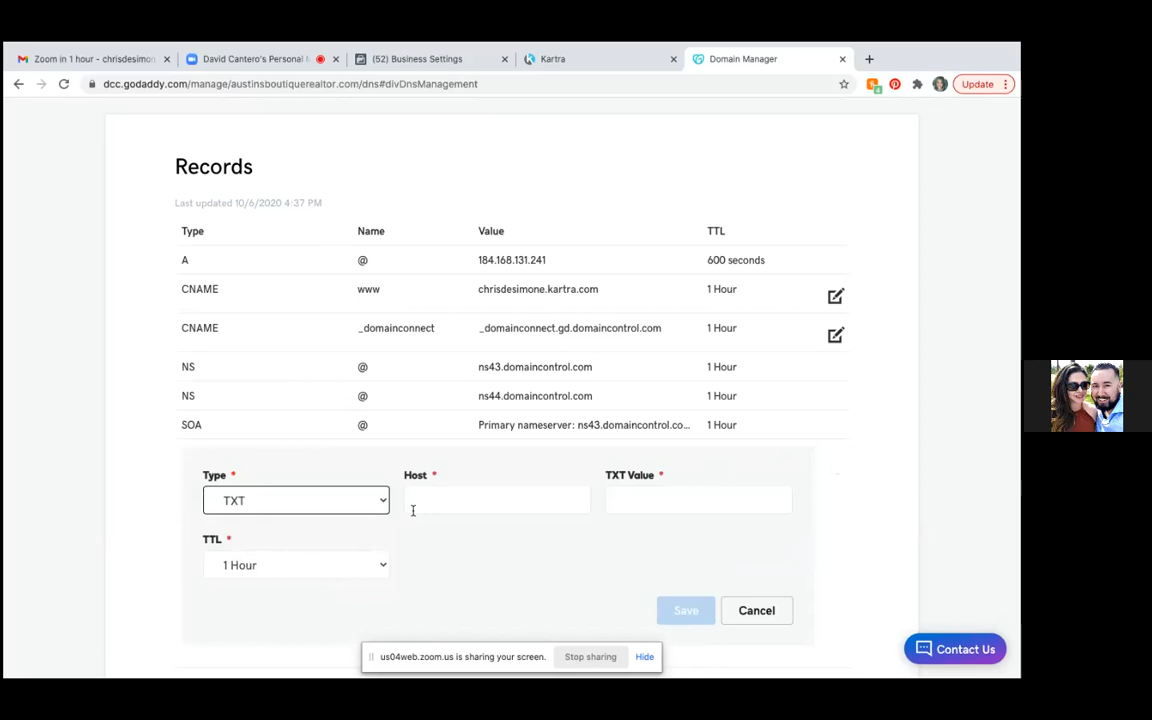 Zoom in 1 hour - chrisdesimon
David Cantero's Personal
(52) Business Settings
Kartra
Domain Manager
dcc.godaddy.com/manage/austinsboutiquerealtor.com/dns#divDnsManagement
Update
Records
Last updated 10/6/2020 4:37 PM
Type Name Value TTL
A @ 184.168.131.241 600 seconds
CNAME www chrisdesimone.kartra.com 1 Hour
CNAME _domainconnect _domainconnect.gd.domaincontrol.com 1 Hour
NS @ ns43.domaincontrol.com 1 Hour
NS @ ns44.domaincontrol.com 1 Hour
SOA @ Primary nameserver: ns43.domaincontrol.co... 1 Hour
Type * Host * TXT Value *
TXT
TTL *
1 Hour
Save Cancel
us04web.zoom.us is sharing your screen. Stop sharing Hide
Contact Us